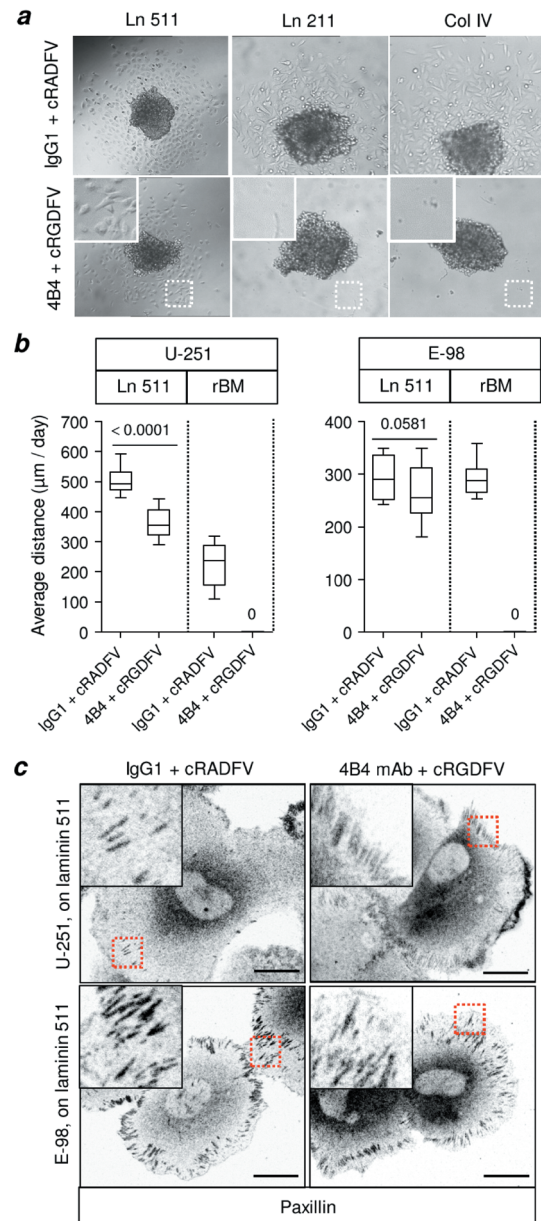 a
Ln 511 Ln 211 Col IV
IgG1 + cRADFV
4B4 + cRGDFV
b
U-251 E-98
Ln 511 rBM Ln 511 rBM
Average distance (µm / day)
700
600
500
400
300
200
100
0
< 0.0001
0
400
300
200
100
0
0.0581
0
IgG1 + cRADFV
4B4 + cRGDFV
IgG1 + cRADFV
4B4 + cRGDFV
IgG1 + cRADFV
4B4 + cRGDFV
IgG1 + cRADFV
4B4 + cRGDFV
c
IgG1 + cRADFV 4B4 mAb + cRGDFV
U-251, on laminin 511
E-98, on laminin 511
Paxillin